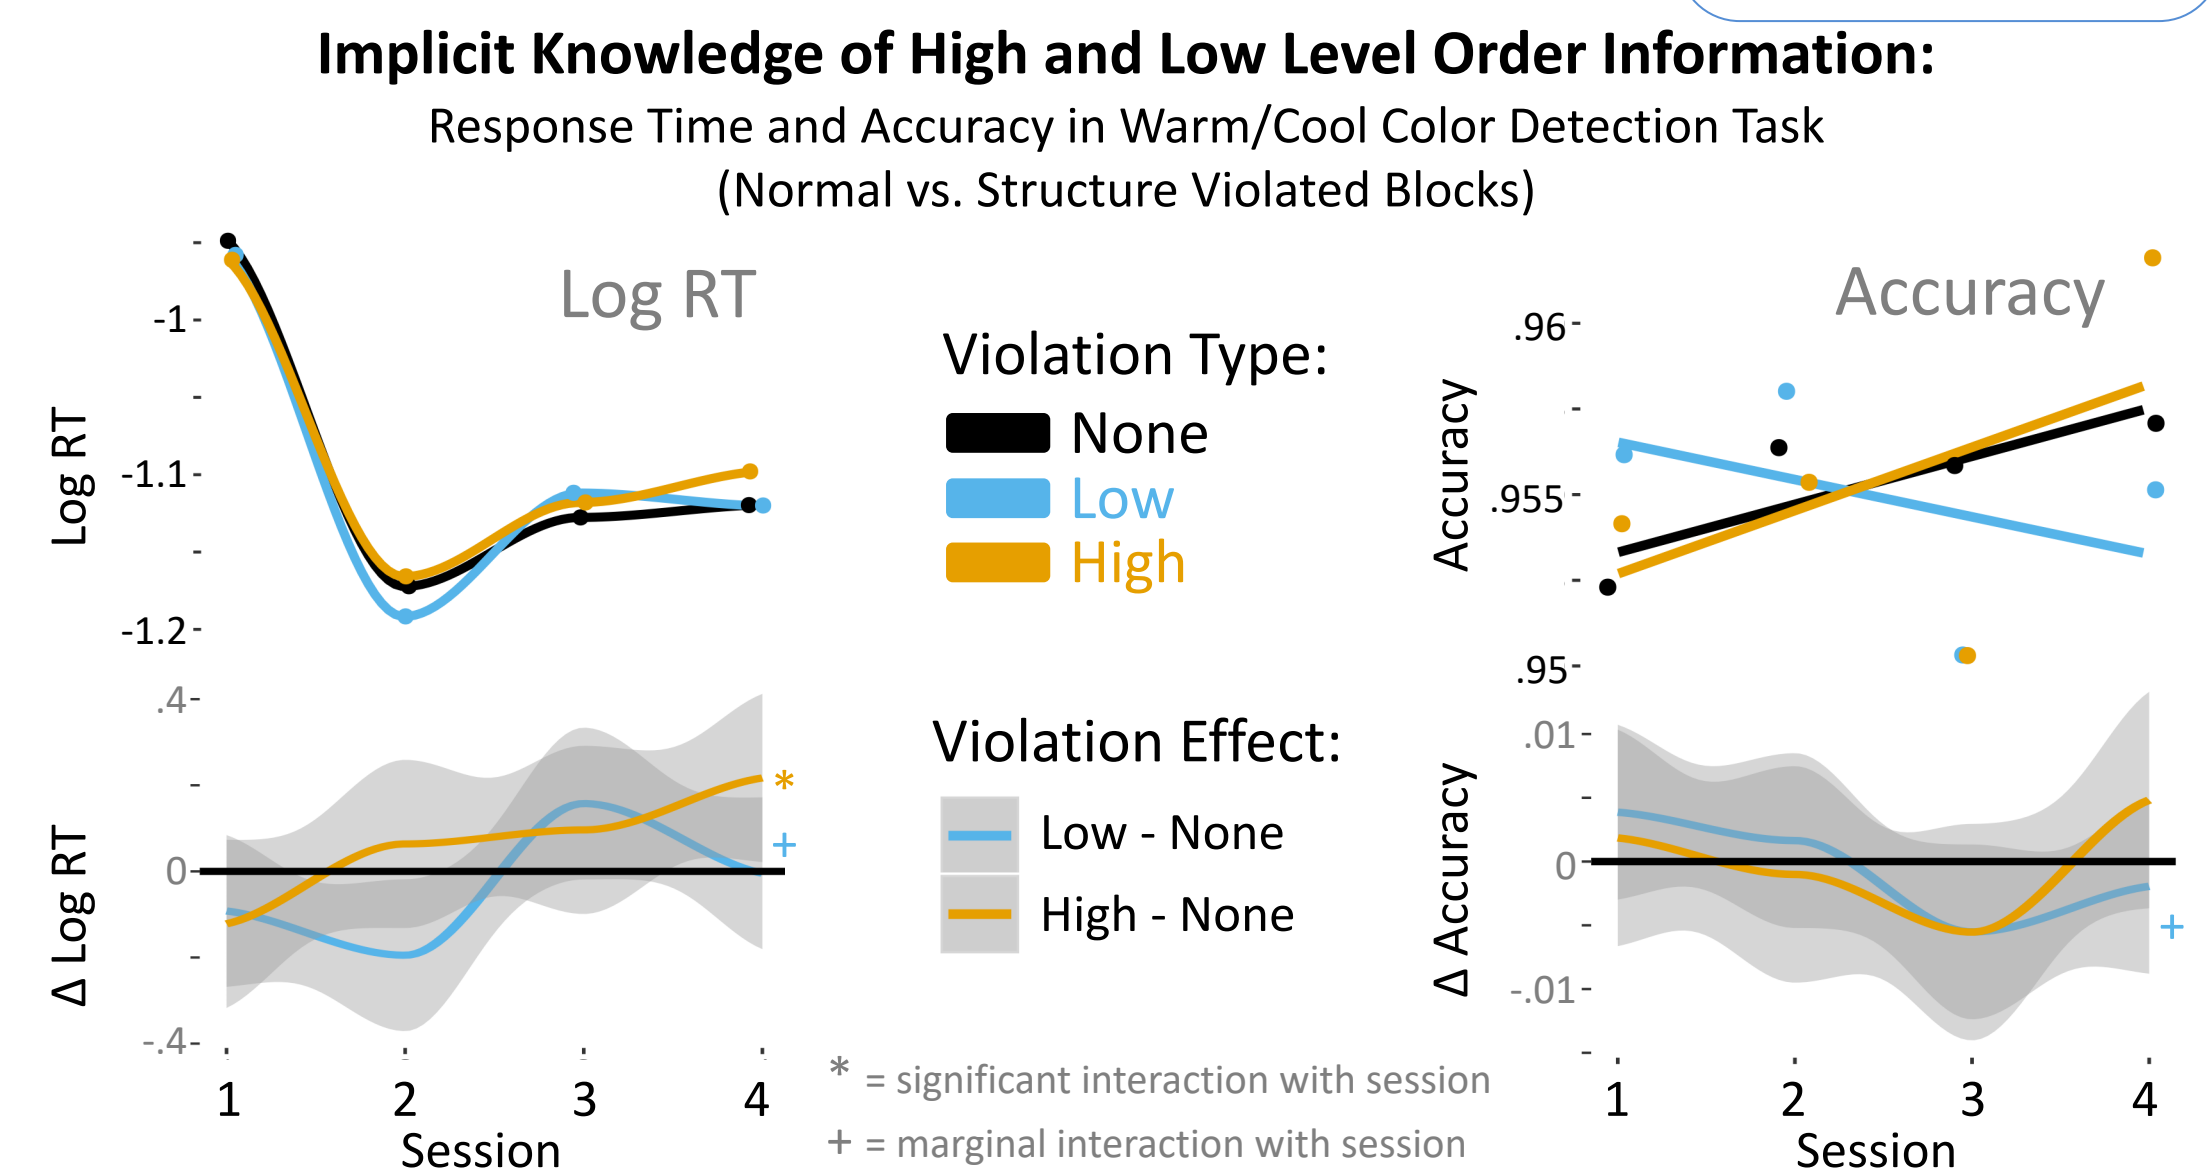 Implicit Knowledge of High and Low Level Order Information:
Response Time and Accuracy in Warm/Cool Color Detection Task
(Normal vs. Structure Violated Blocks)
Log RT
Log RT
-1
-1.1
-1.2
Violation Type:
None
Low
High
Accuracy
Accuracy
.96
.955
.95
Δ Log RT
.4
0
-.4
*
+
1 2 3 4
Session
Violation Effect:
Low - None
High - None
* = significant interaction with session
+ = marginal interaction with session
Δ Accuracy
.01
0
-.01
+
1 2 3 4
Session